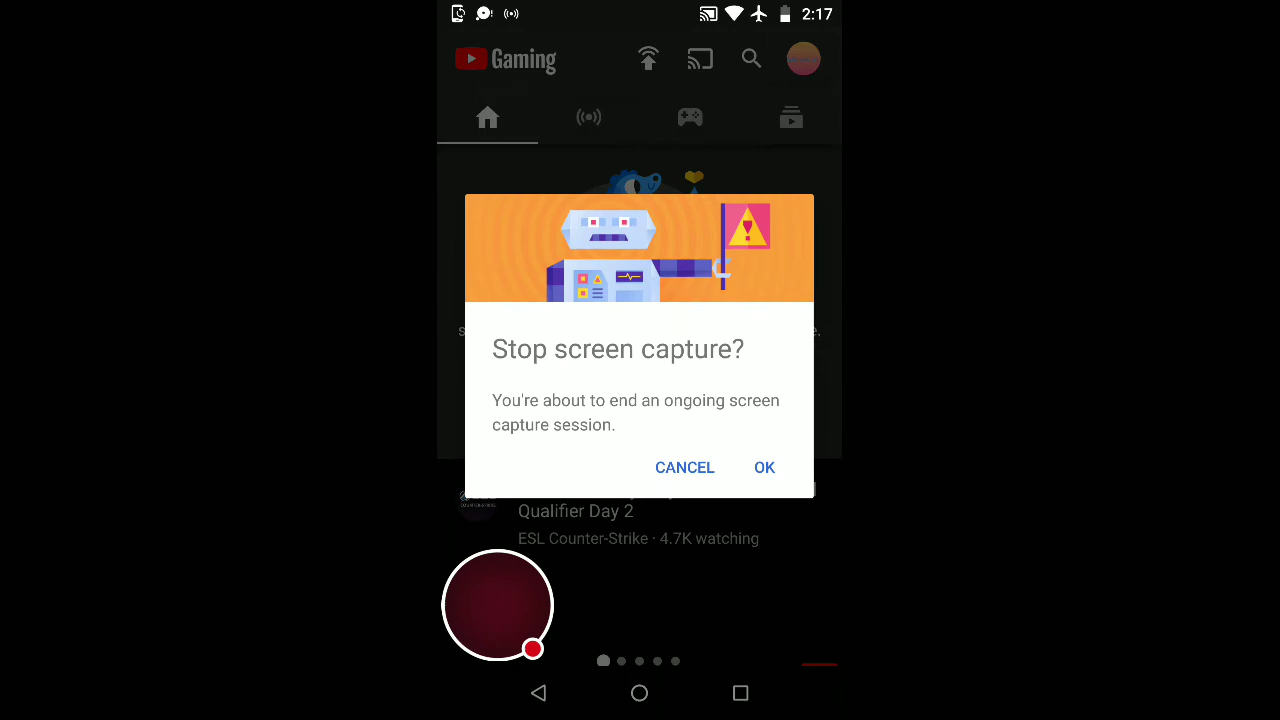 2:17
Gaming
Stop screen capture?
You're about to end an ongoing screen
capture session.
CANCEL OK
Qualifier Day 2
ESL Counter-Strike · 4.7K watching